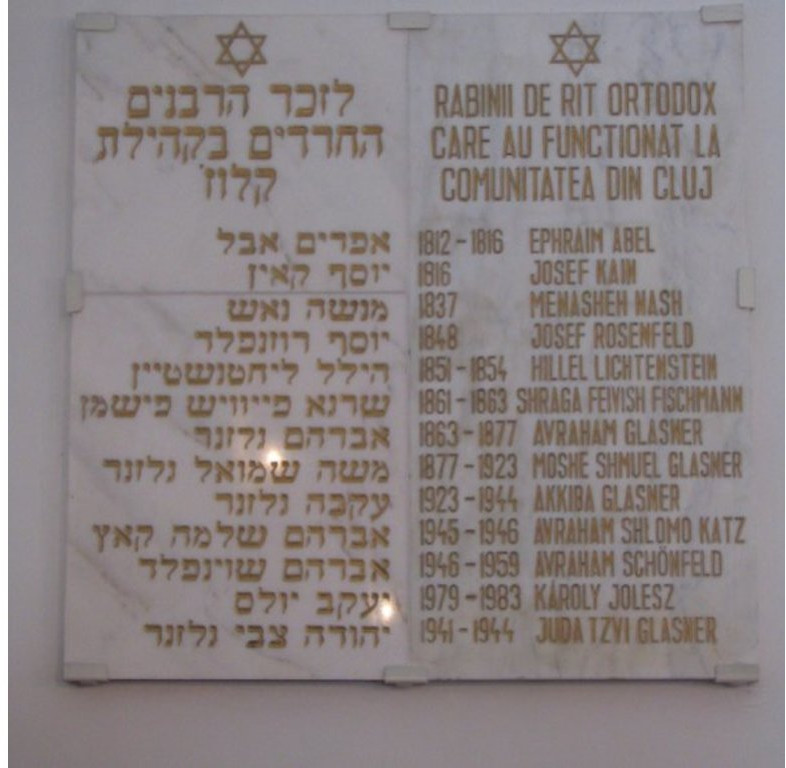 לזכר הרבנים
החרדים בקהילת
קלוז'
אפרים אבל
יוסף קאין
מנשה נאש
יוסף רוזנפלד
הילל ליחטנשטיין
שרגא פייוויש פישמן
אברהם גלזנר
משה שמואל גלזנר
עקבה גלזנר
אברהם שלמה קאץ
אברהם שוינפלד
יעקב יולס
יהודה צבי גלזנר
RABINII DE RIT ORTODOX
CARE AU FUNCTIONAT LA
COMUNITATEA DIN CLUJ
1812-1816 EPHRAIM ABEL
1816 JOSEF KAIN
1837 MENASHEH NASH
1848 JOSEF ROSENFELD
1851-1854 HILLEL LICHTENSTEIN
1861-1863 SHRAGA FEIVISH FISCHMANN
1863-1877 AVRAHAM GLASNER
1877-1923 MOSHE SHMUEL GLASNER
1923-1944 AKKIBA GLASNER
1945-1946 AVRAHAM SHLOMO KATZ
1946-1959 AVRAHAM SCHÖNFELD
1979-1983 KÁROLY JOLESZ
1941-1944 JUDA TZVI GLASNER